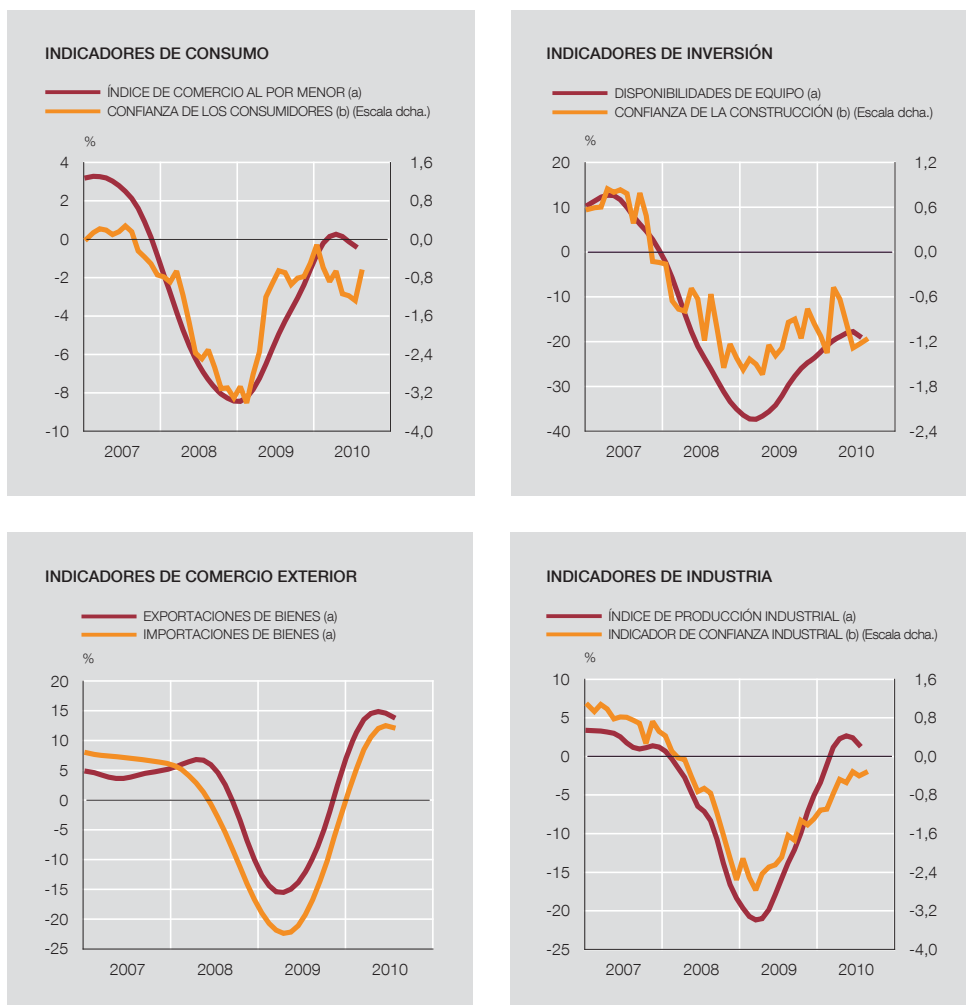 INDICADORES DE CONSUMO
ÍNDICE DE COMERCIO AL POR MENOR (a)
CONFIANZA DE LOS CONSUMIDORES (b) (Escala dcha.)
%
4 1,6
2 0,8
0 0,0
-2 -0,8
-4 -1,6
-6 -2,4
-8 -3,2
-10 -4,0
2007 2008 2009 2010
INDICADORES DE INVERSIÓN
DISPONIBILIDADES DE EQUIPO (a)
CONFIANZA DE LA CONSTRUCCIÓN (b) (Escala dcha.)
%
20 1,2
10 0,6
0 0,0
-10 -0,6
-20 -1,2
-30 -1,8
-40 -2,4
2007 2008 2009 2010
INDICADORES DE COMERCIO EXTERIOR
EXPORTACIONES DE BIENES (a)
IMPORTACIONES DE BIENES (a)
%
20
15
10
5
0
-5
-10
-15
-20
-25
2007 2008 2009 2010
INDICADORES DE INDUSTRIA
ÍNDICE DE PRODUCCIÓN INDUSTRIAL (a)
INDICADOR DE CONFIANZA INDUSTRIAL (b) (Escala dcha.)
%
10 1,6
5 0,8
0 0,0
-5 -0,8
-10 -1,6
-15 -2,4
-20 -3,2
-25 -4,0
2007 2008 2009 2010